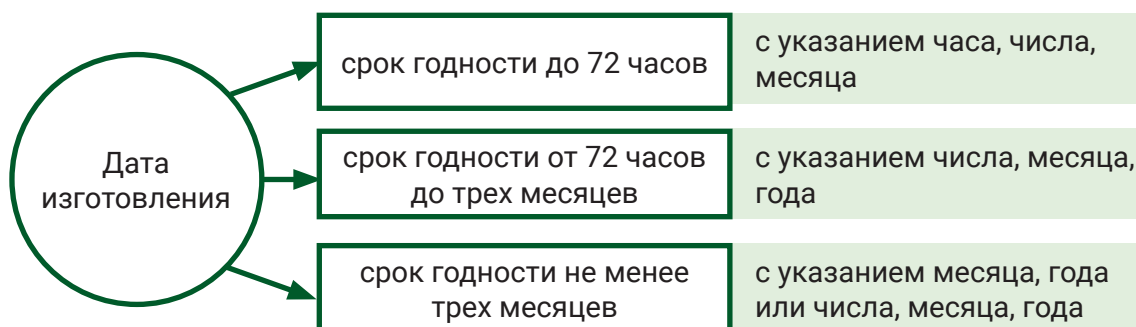 Дата
изготовления
срок годности до 72 часов
с указанием часа, числа,
месяца
срок годности от 72 часов
до трех месяцев
с указанием числа, месяца,
года
срок годности не менее
трех месяцев
с указанием месяца, года
или числа, месяца, года